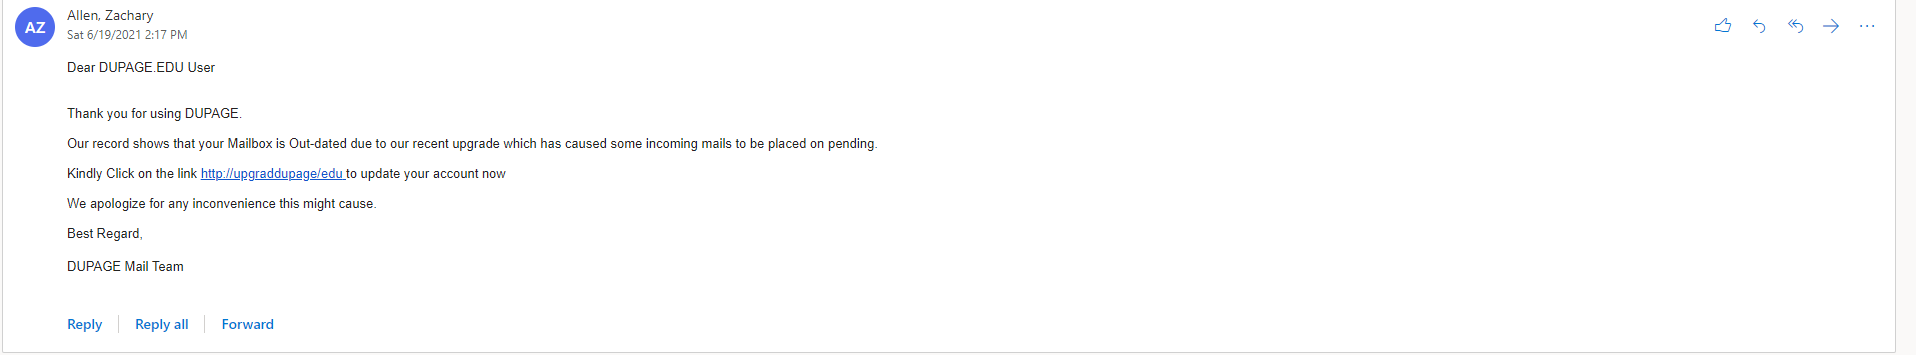 AZ
Allen, Zachary
Sat 6/19/2021 2:17 PM
Dear DUPAGE.EDU User
Thank you for using DUPAGE.
Our record shows that your Mailbox is Out-dated due to our recent upgrade which has caused some incoming mails to be placed on pending.
Kindly Click on the link http://upgraddupage/edu to update your account now
We apologize for any inconvenience this might cause.
Best Regard,
DUPAGE Mail Team
Reply Reply all Forward